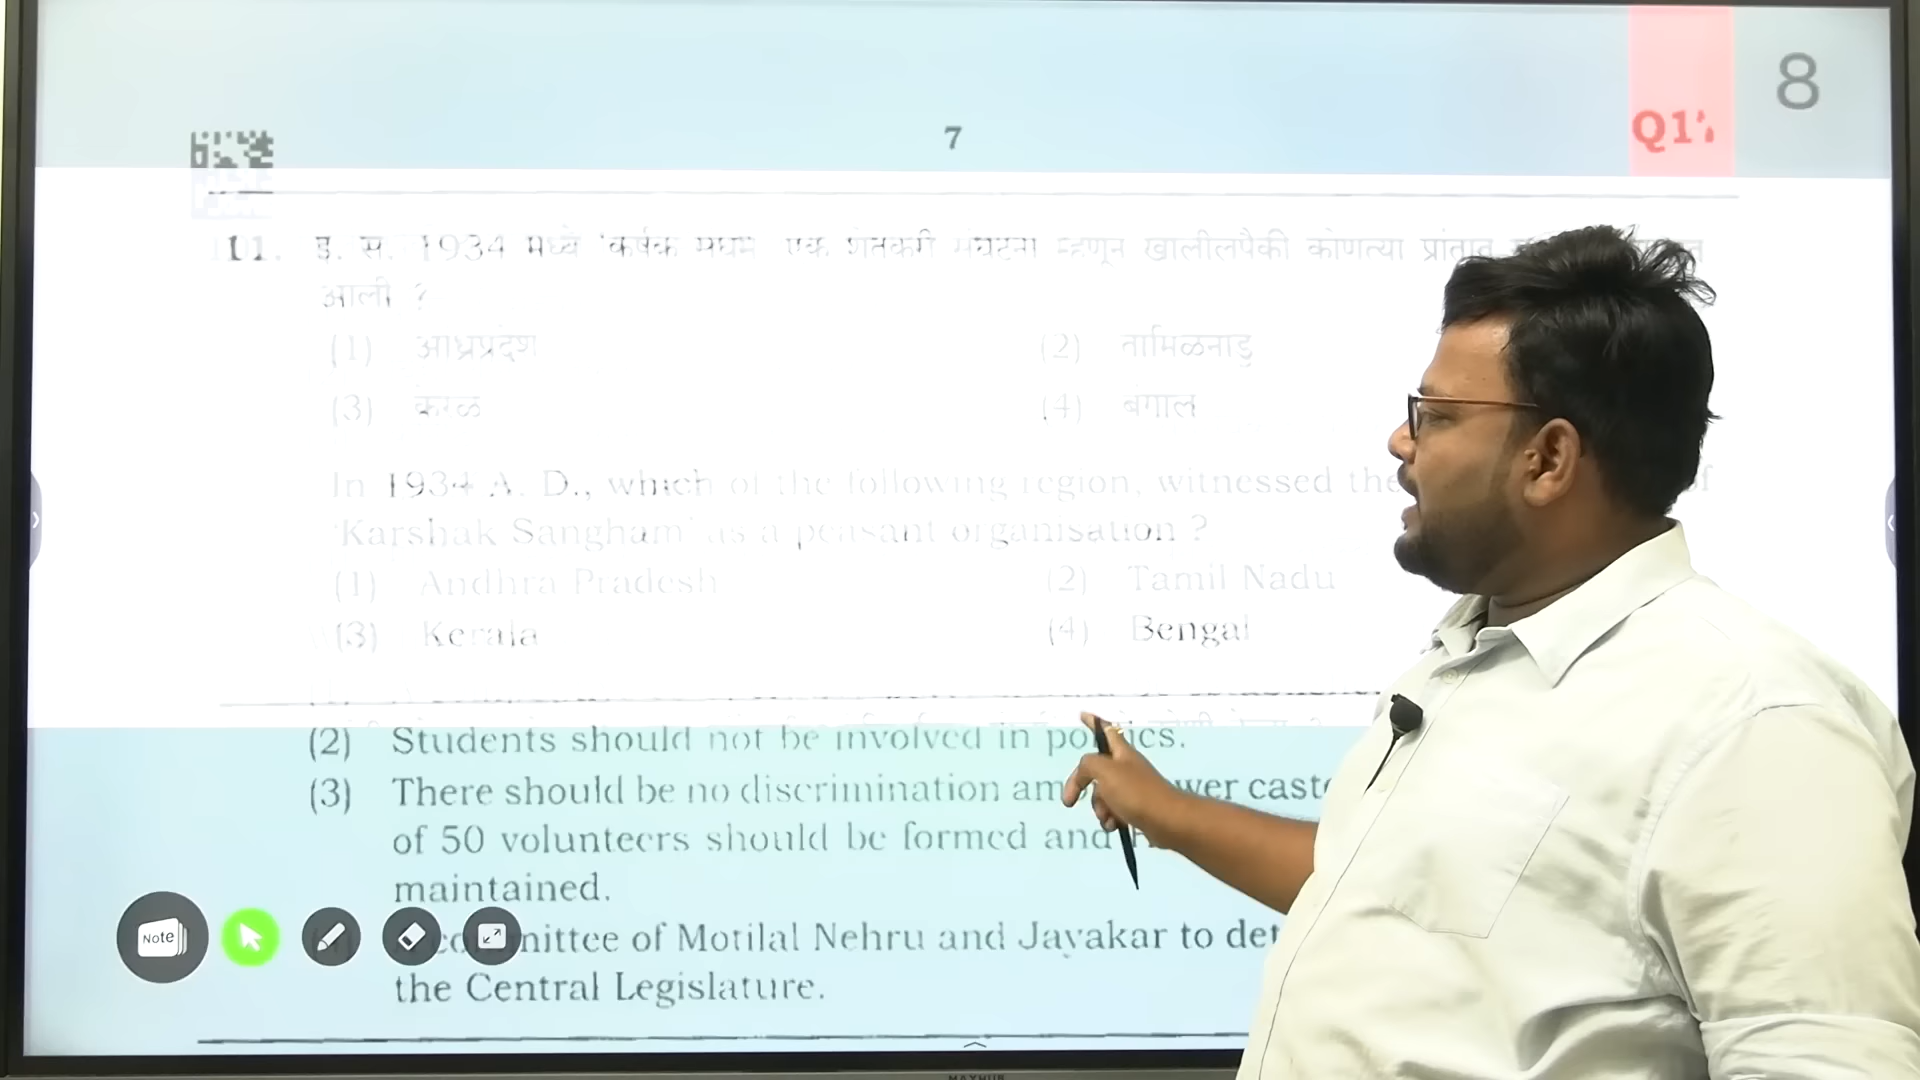 7
8
11. इ. स. 1934 मध्ये 'कर्षक संघम' एक शेतकरी संघटना म्हणून खालीलपैकी कोणत्या प्रांतात
आली ?
(1) आंध्रप्रदेश (2) तामिळनाडु
(3) केरळ (4) बंगाल
In 1934 A. D., which of the following region, witnessed the of
'Karshak Sangham' as a peasant organisation ?
(1) Andhra Pradesh (2) Tamil Nadu
(3) Kerala (4) Bengal
(2) Students should not be involved in politics.
(3) There should be no discrimination
of 50 volunteers should be formed and
maintained.
of Motilal Nehru and Jayakar to
the Central Legislature.
Note